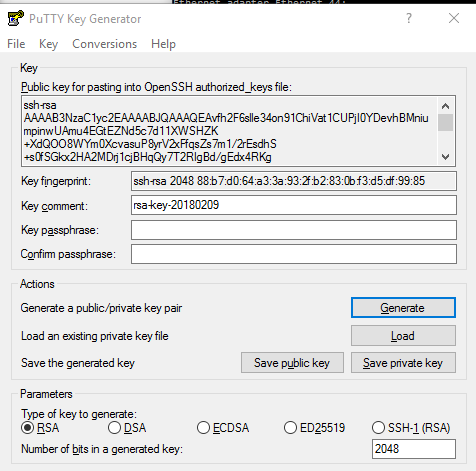 Ethernet adapter Ethernet 44:
PuTTY Key Generator
?
File Key Conversions Help
Key
Public key for pasting into OpenSSH authorized_keys file:
ssh-rsa
AAAAB3NzaC1yc2EAAAABJQAAAQEAvfh2F6slle34on91ChiVat1CUPjI0YDevhBMniu
mpinwUAmu4EGtEZNd5c7d11XWSHZK
+XdQOO8WYm0XcvasuP8yrV2xFfqsZs7m1/2rEsdhS
+s0fSGkx2HA2MDrj1cjBHqQy7T2RIgBd/gEdx4RKg
Key fingerprint: ssh-rsa 2048 88:b7:d0:64:a3:3a:93:2f:b2:83:0b:f3:d5:df:99:85
Key comment: rsa-key-20180209
Key passphrase:
Confirm passphrase:
Actions
Generate a public/private key pair Generate
Load an existing private key file Load
Save the generated key Save public key Save private key
Parameters
Type of key to generate:
RSA DSA ECDSA ED25519 SSH-1 (RSA)
Number of bits in a generated key: 2048